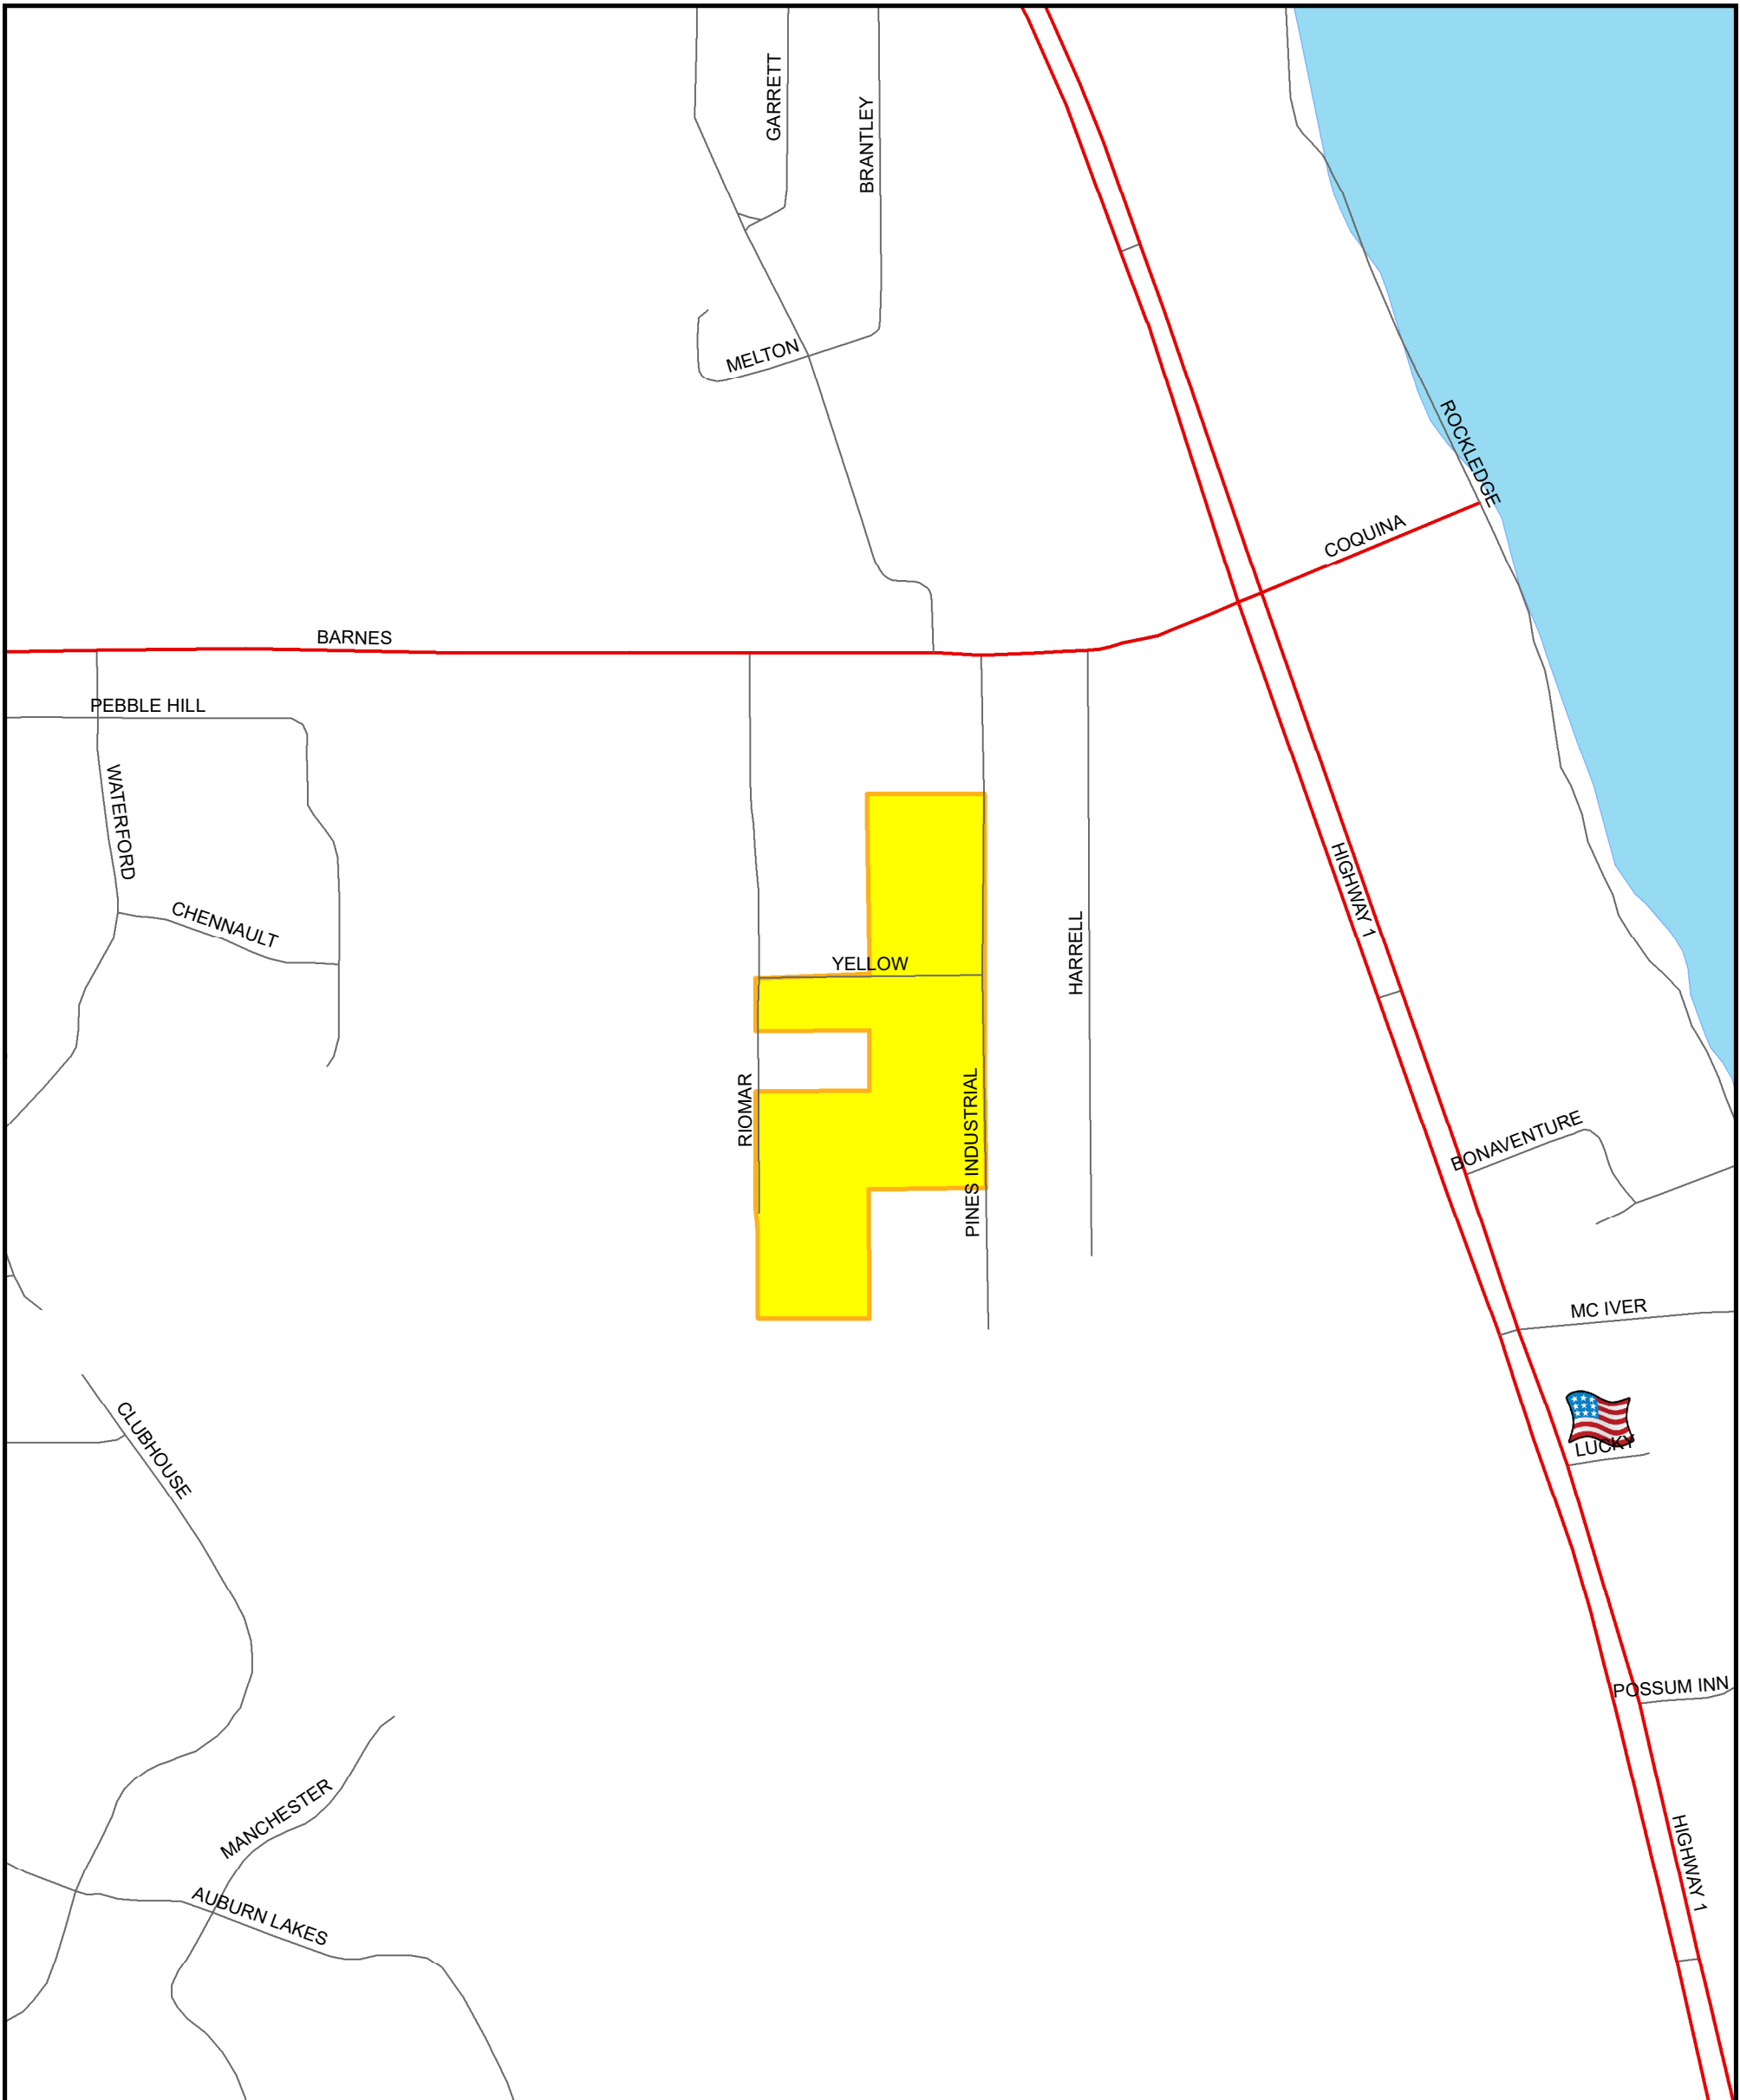 GARRETT
BRANTLEY
MELTON
ROCKLEDGE
COQUINA
BARNES
PEBBLE HILL
WATERFORD
CHENNAULT
HIGHWAY 1
HARRELL
YELLOW
RIOMAR
PINES INDUSTRIAL
BONAVENTURE
MC IVER
CLUBHOUSE
LUCKY
POSSUM INN
MANCHESTER
HIGHWAY 1
AUBURN LAKES